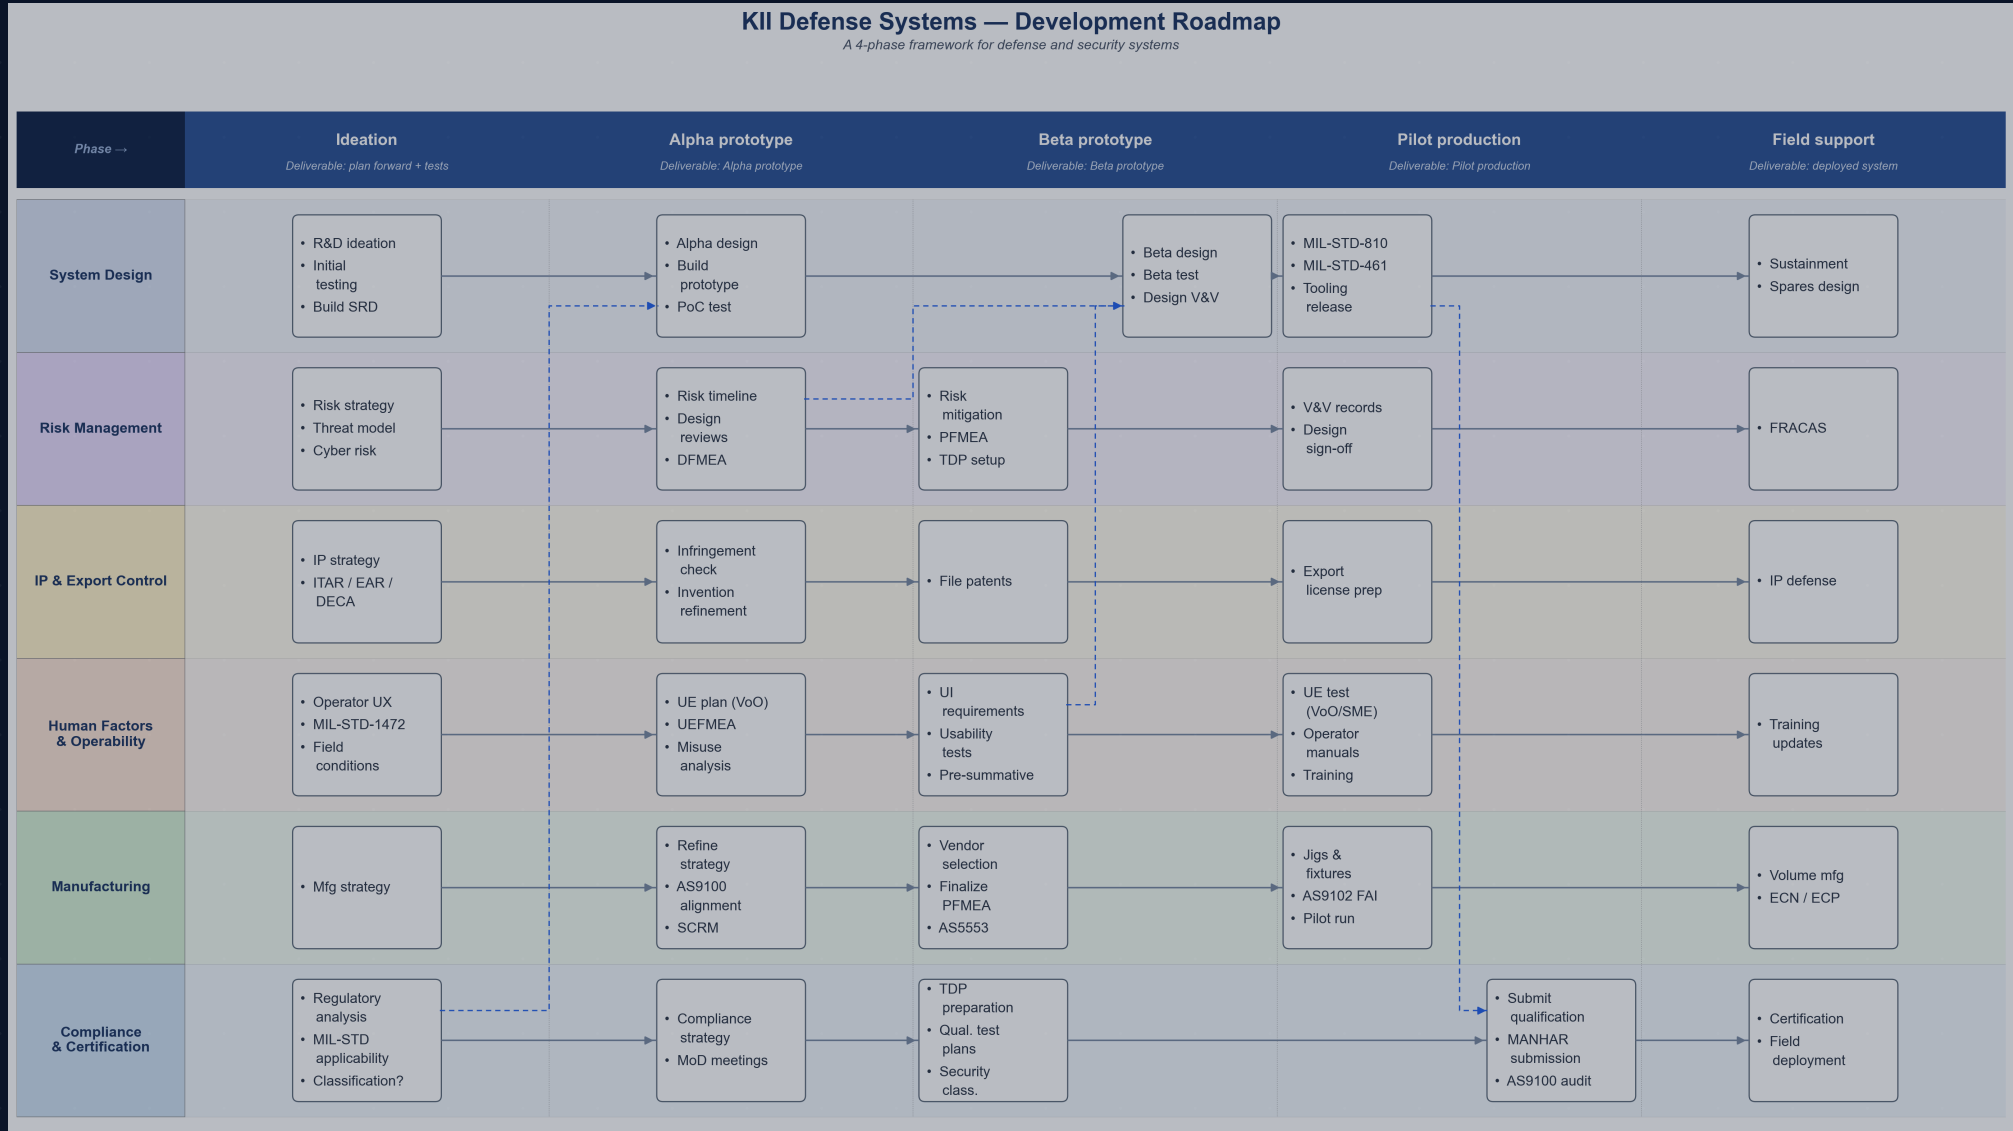 KII Defense Systems — Development Roadmap
A 4-phase framework for defense and security systems
Phase →
Ideation
Deliverable: plan forward + tests
Alpha prototype
Deliverable: Alpha prototype
Beta prototype
Deliverable: Beta prototype
Pilot production
Deliverable: Pilot production
Field support
Deliverable: deployed system
System Design
• R&D ideation
• Initial
testing
• Build SRD
• Alpha design
• Build
prototype
• PoC test
• Beta design
• Beta test
• Design V&V
• MIL-STD-810
• MIL-STD-461
• Tooling
release
• Sustainment
• Spares design
Risk Management
• Risk strategy
• Threat model
• Cyber risk
• Risk timeline
• Design
reviews
• DFMEA
• Risk
mitigation
• PFMEA
• TDP setup
• V&V records
• Design
sign-off
• FRACAS
IP & Export Control
• IP strategy
• ITAR / EAR /
DECA
• Infringement
check
• Invention
refinement
• File patents
• Export
license prep
• IP defense
Human Factors
& Operability
• Operator UX
• MIL-STD-1472
• Field
conditions
• UE plan (VoO)
• UEFMEA
• Misuse
analysis
• UI
requirements
• Usability
tests
• Pre-summative
• UE test
(VoO/SME)
• Operator
manuals
• Training
• Training
updates
Manufacturing
• Mfg strategy
• Refine
strategy
• AS9100
alignment
• SCRM
• Vendor
selection
• Finalize
PFMEA
• AS5553
• Jigs &
fixtures
• AS9102 FAI
• Pilot run
• Volume mfg
• ECN / ECP
Compliance
& Certification
• Regulatory
analysis
• MIL-STD
applicability
• Classification?
• Compliance
strategy
• MoD meetings
• TDP
preparation
• Qual. test
plans
• Security
class.
• Submit
qualification
• MANHAR
submission
• AS9100 audit
• Certification
• Field
deployment